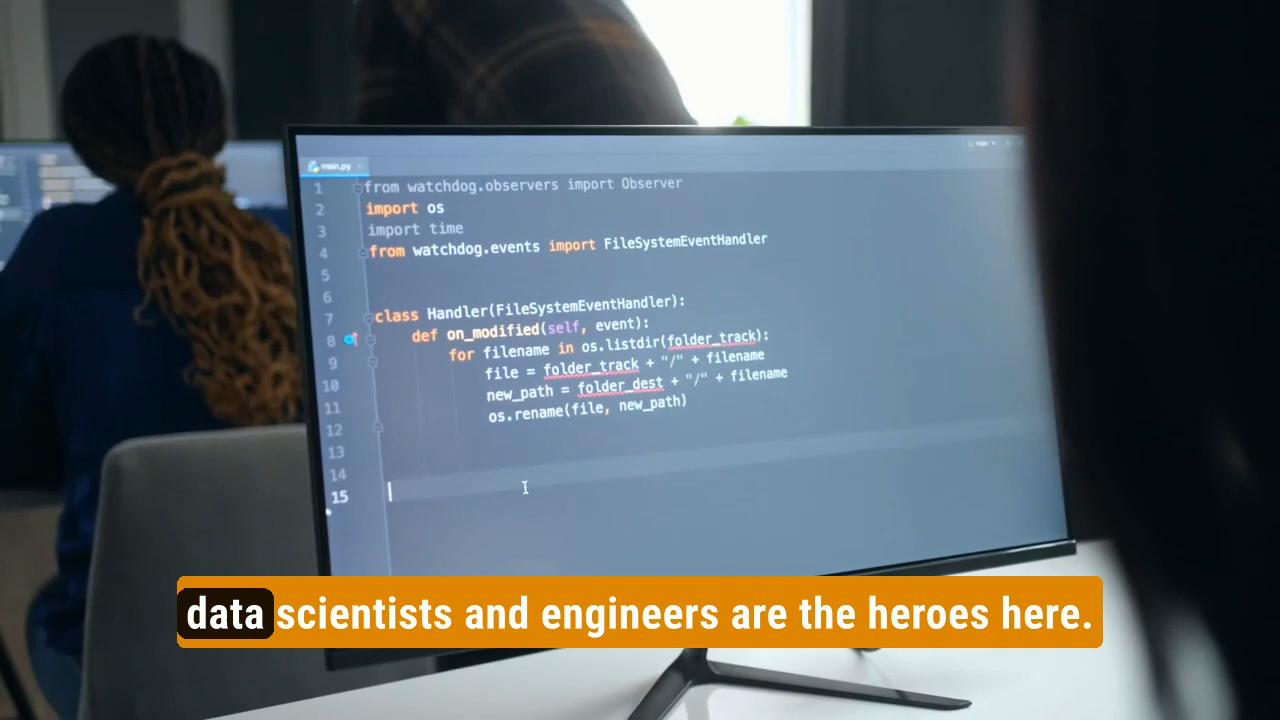 main.py
1 from watchdog.observers import Observer
2 import os
3 import time
4 from watchdog.events import FileSystemEventHandler
5
6
7 class Handler(FileSystemEventHandler):
8 def on_modified(self, event):
9 for filename in os.listdir(folder_track):
10 file = folder_track + "/" + filename
11 new_path = folder_dest + "/" + filename
12 os.rename(file, new_path)
13
14
15
data scientists and engineers are the heroes here.